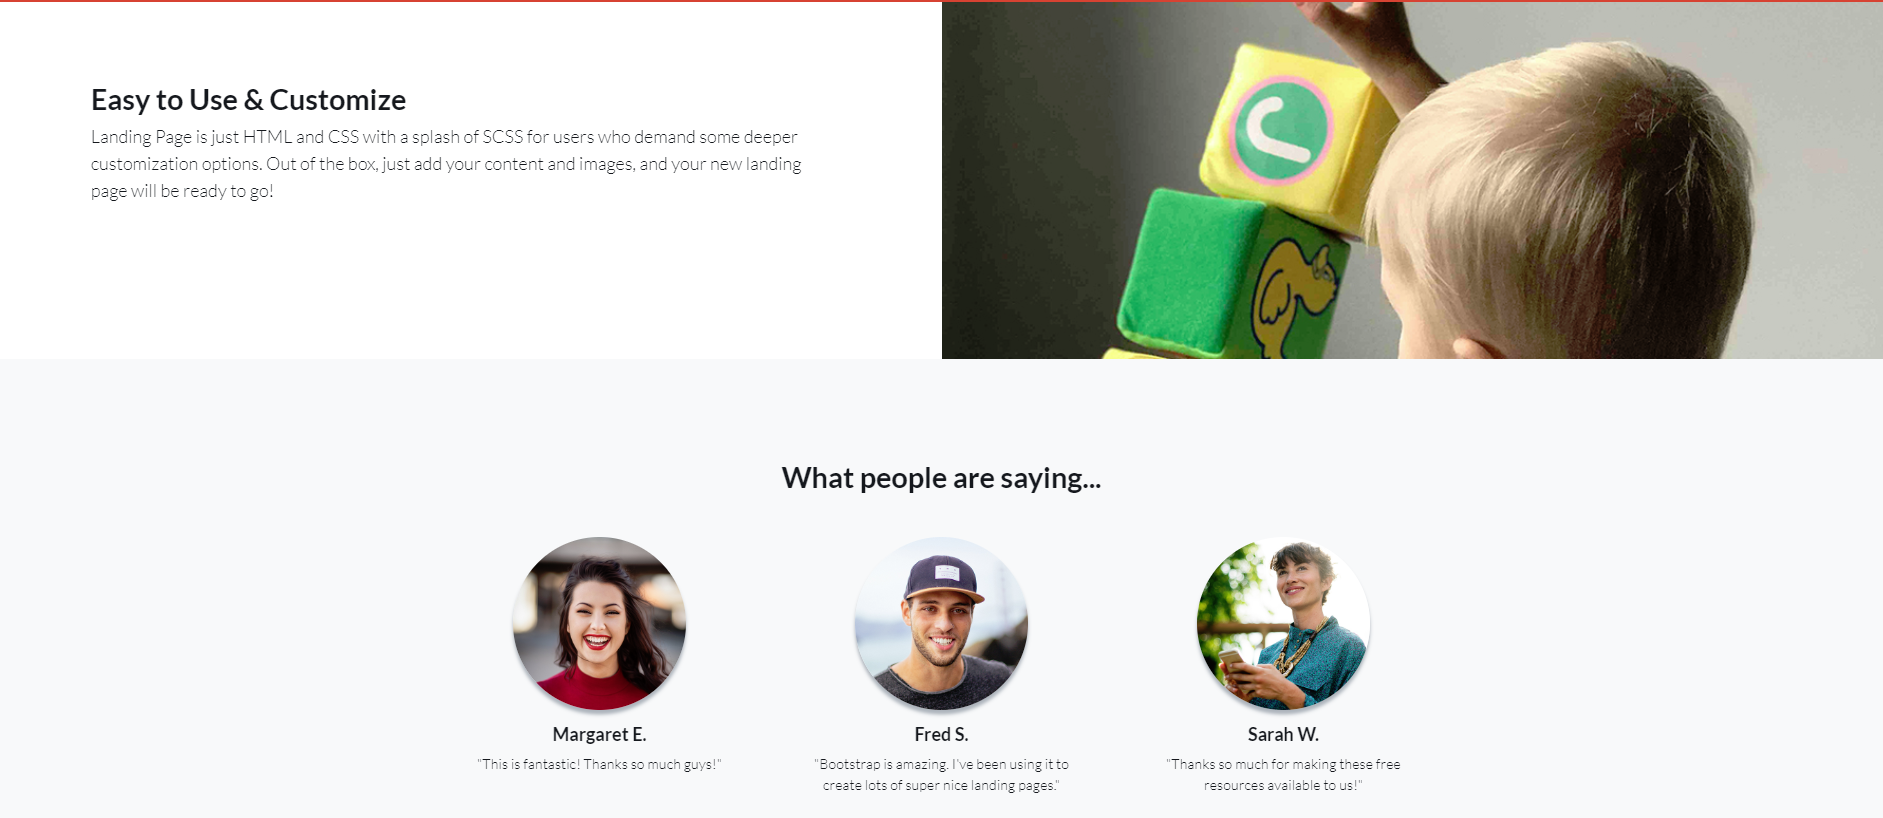 Easy to Use & Customize
Landing Page is just HTML and CSS with a splash of SCSS for users who demand some deeper
customization options. Out of the box, just add your content and images, and your new landing
page will be ready to go!
What people are saying...
Margaret E.
"This is fantastic! Thanks so much guys!"
Fred S.
"Bootstrap is amazing. I've been using it to
create lots of super nice landing pages."
Sarah W.
"Thanks so much for making these free
resources available to us!"